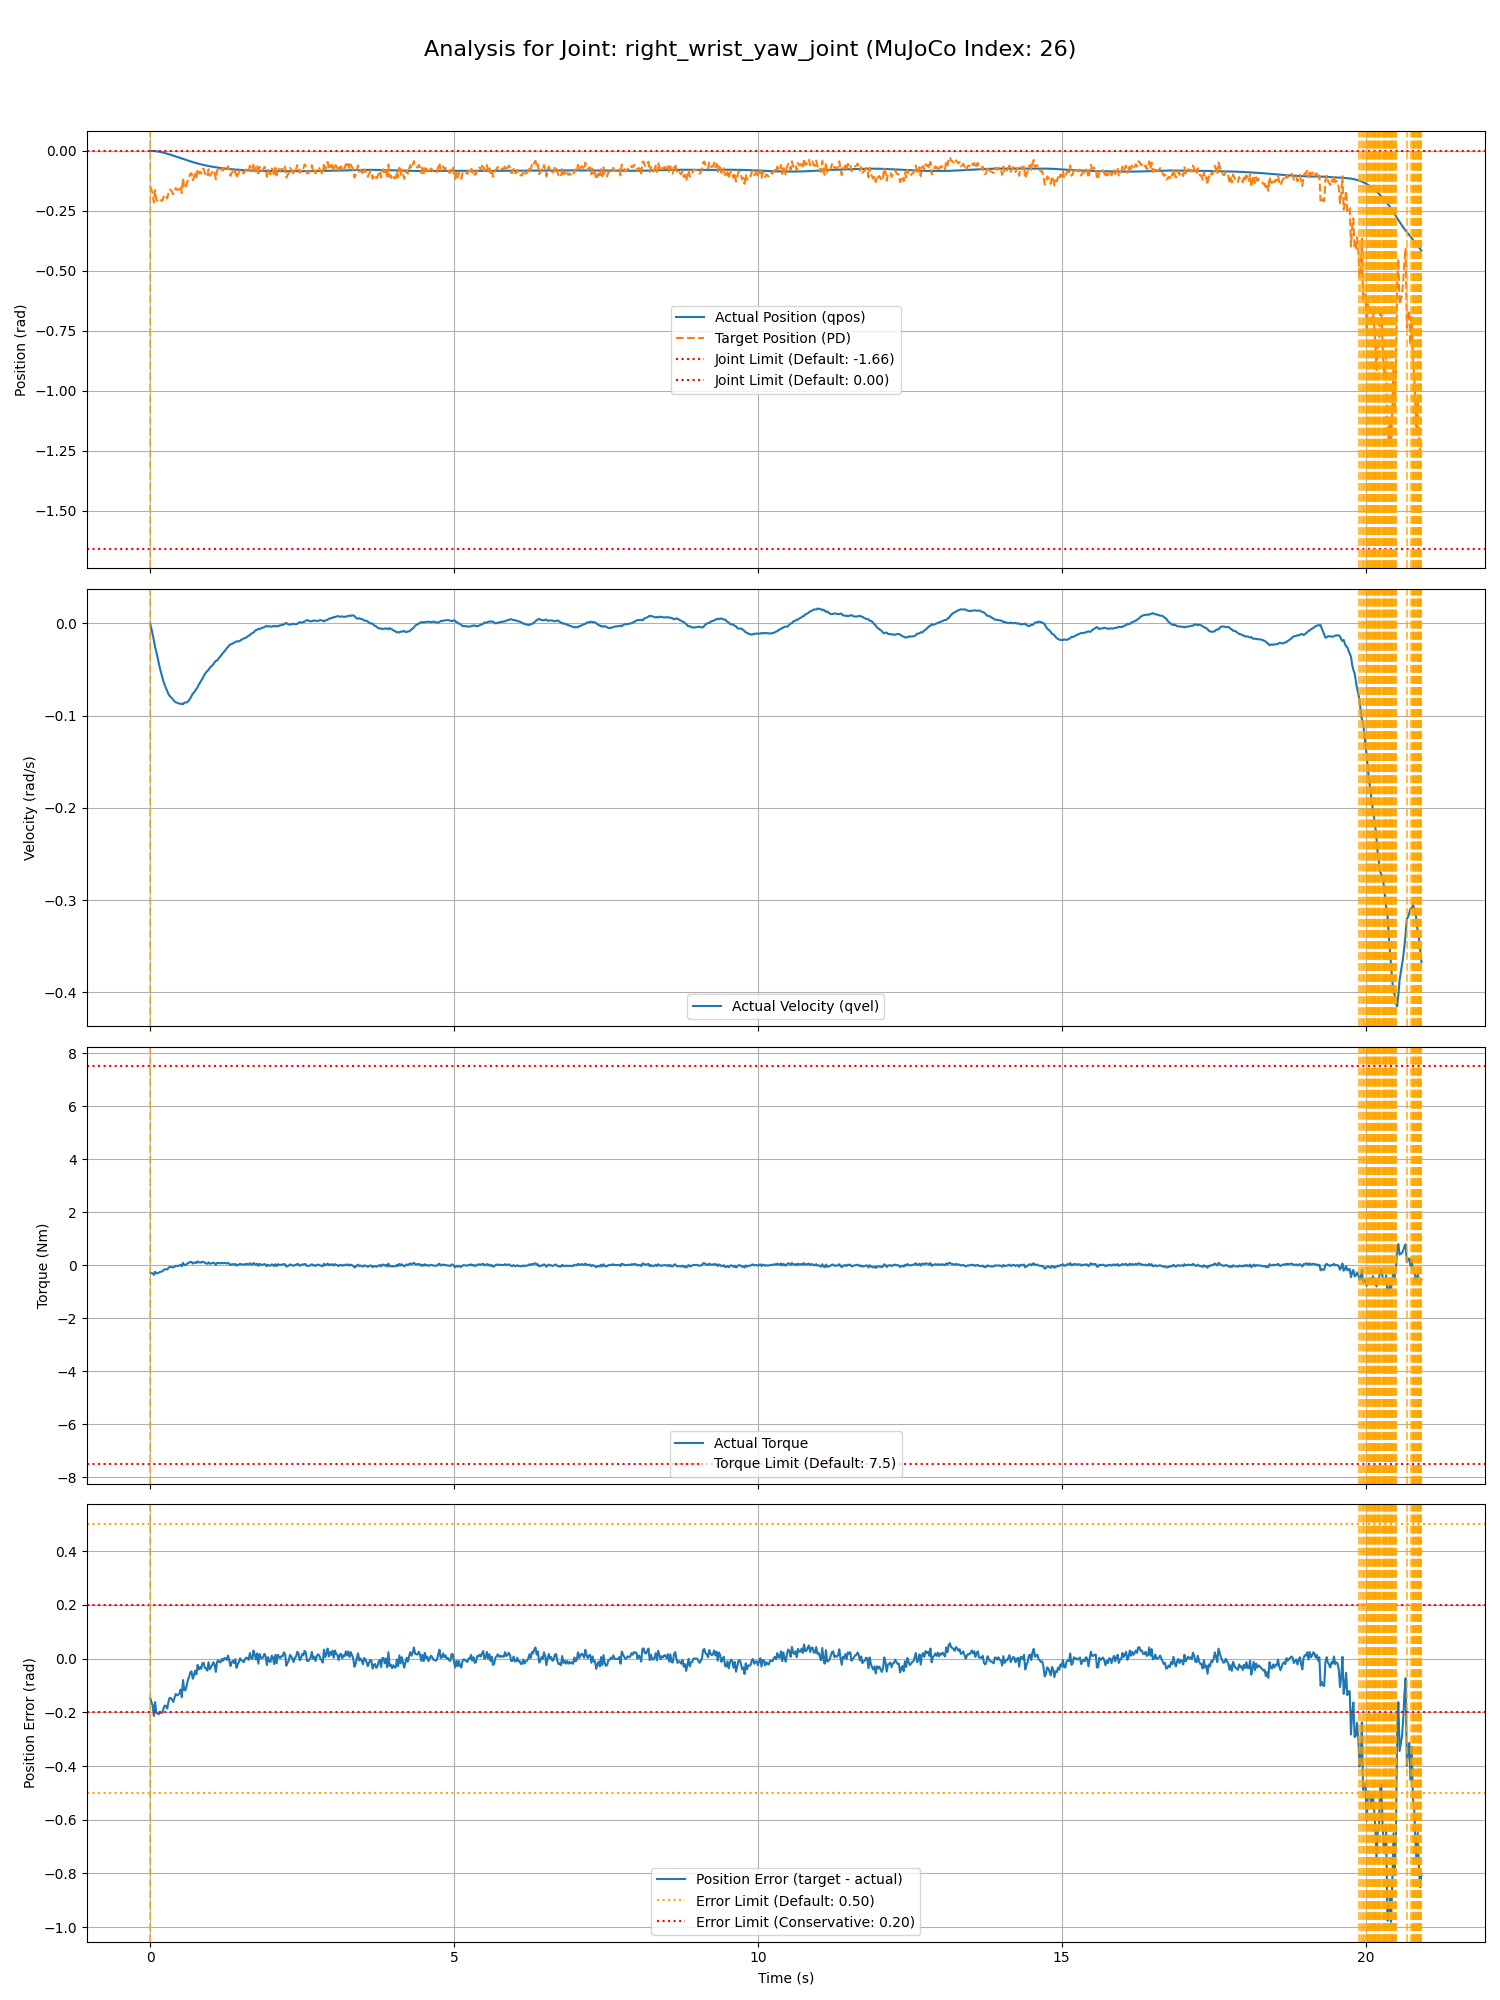 Analysis for Joint: right_wrist_yaw_joint (MuJoCo Index: 26)
0.00
−0.25
−0.50
−0.75
−1.00
−1.25
−1.50
Position (rad)
Actual Position (qpos)
Target Position (PD)
Joint Limit (Default: -1.66)
Joint Limit (Default: 0.00)
0.0
−0.1
−0.2
−0.3
−0.4
Velocity (rad/s)
Actual Velocity (qvel)
8
6
4
2
0
−2
−4
−6
−8
Torque (Nm)
Actual Torque
Torque Limit (Default: 7.5)
0.4
0.2
0.0
−0.2
−0.4
−0.6
−0.8
−1.0
Position Error (rad)
Position Error (target - actual)
Error Limit (Default: 0.50)
Error Limit (Conservative: 0.20)
0 5 10 15 20
Time (s)